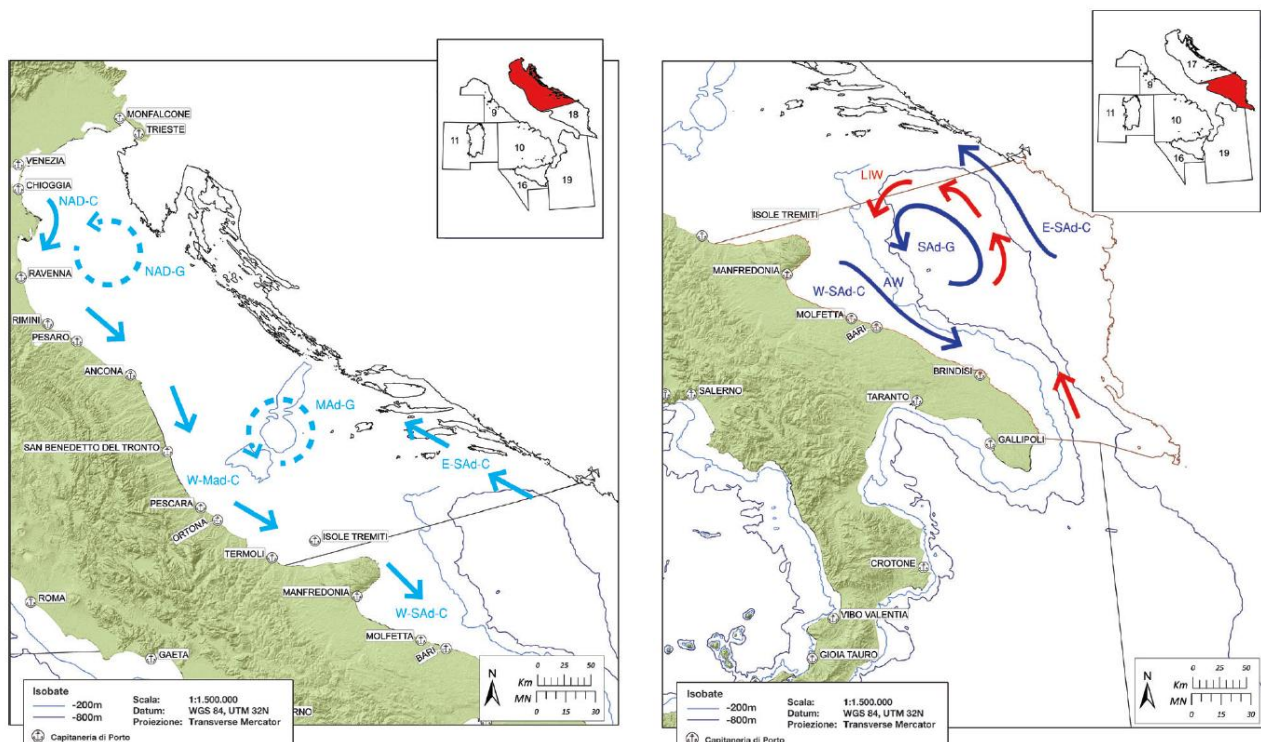 9
18
11
10
16
19
MONFALCONE
TRIESTE
VENEZIA
CHIOGGIA
NAD-C
NAD-G
RAVENNA
RIMINI
PESARO
ANCONA
MAd-G
SAN BENEDETTO DEL TRONTO
W-Mad-C
E-SAd-C
PESCARA
ORTONA
ISOLE TREMITI
TERMOLI
ROMA
MANFREDONIA
W-SAd-C
MOLFETTA
BARI
GAETA
N
0 25 50
Km
MN
0 15 30
Isobate
-200m
-800m
Capitaneria di Porto
Scala: 1:1.500.000
Datum: WGS 84, UTM 32N
Proiezione: Transverse Mercator
17
9
11
10
16
19
LIW
ISOLE TREMITI
E-SAd-C
SAd-G
MANFREDONIA
AW
W-SAd-C
MOLFETTA
BARI
BRINDISI
SALERNO
TARANTO
GALLIPOLI
CROTONE
VIBO VALENTIA
GIOIA TAURO
N
0 25 50
Km
MN
0 15 30
Isobate
-200m
-800m
Capitaneria di Porto
Scala: 1:1.500.000
Datum: WGS 84, UTM 32N
Proiezione: Transverse Mercator